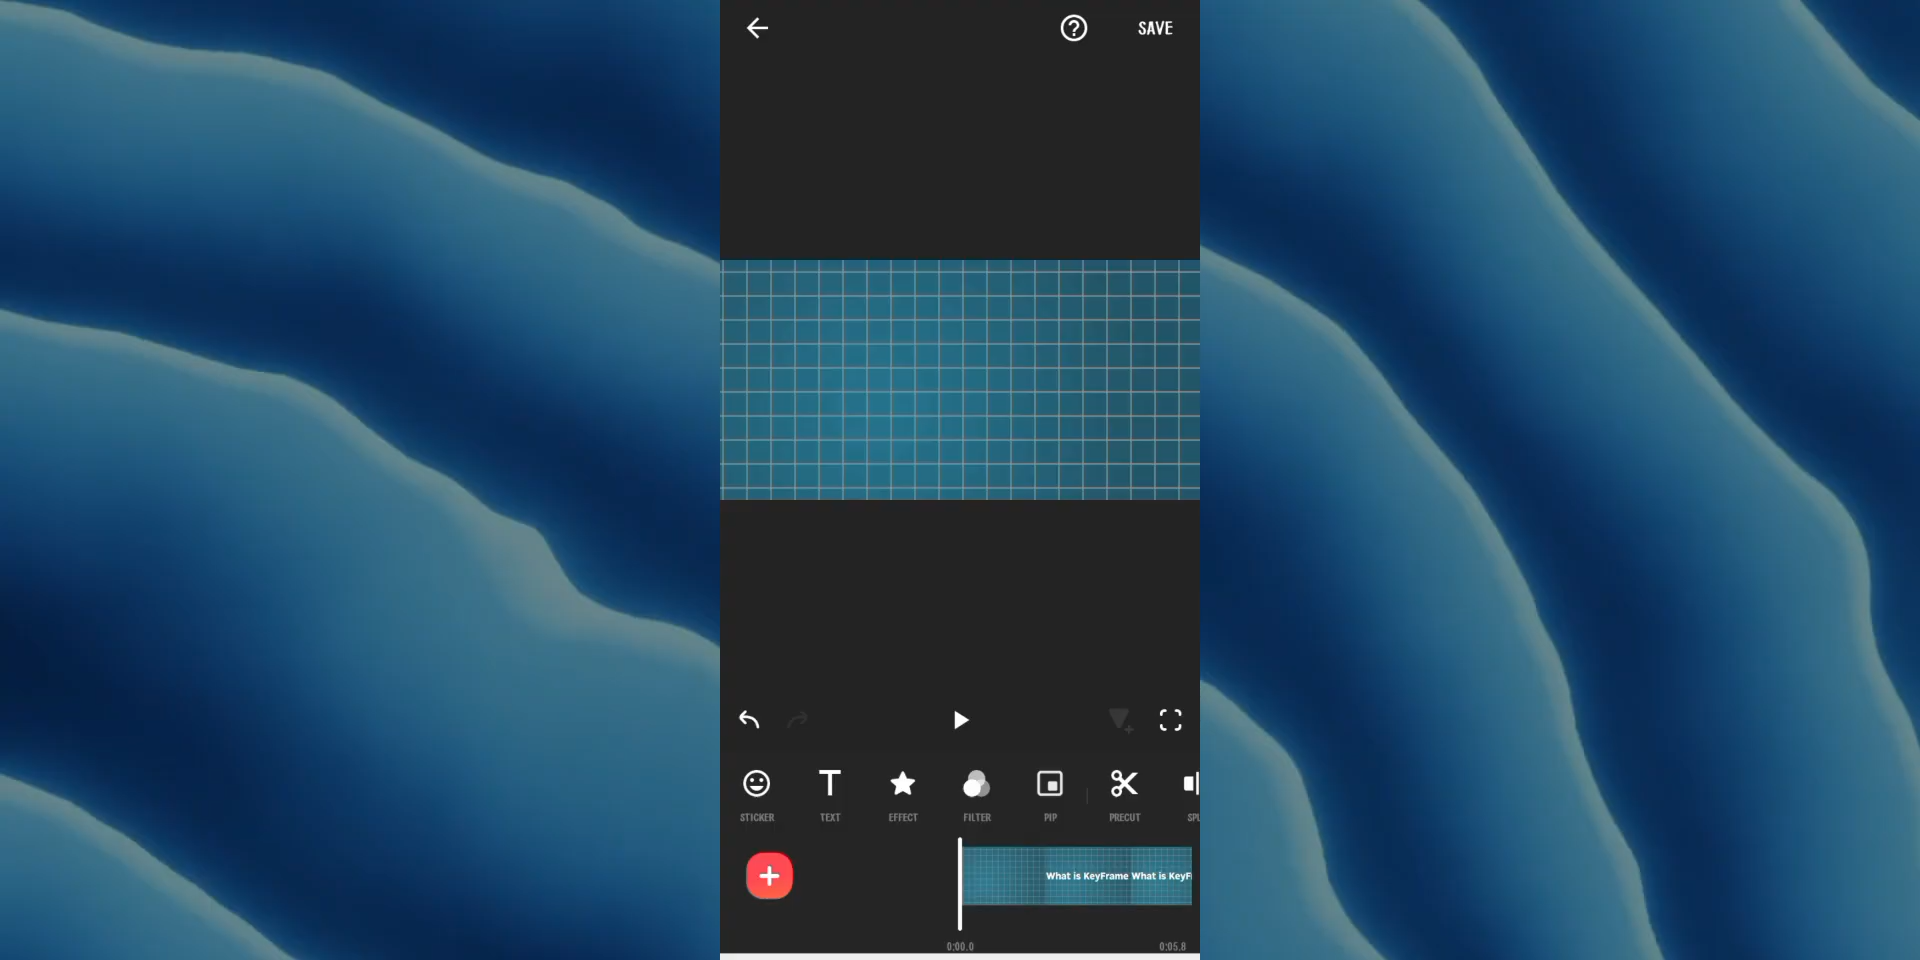 SAVE
STICKER TEXT EFFECT FILTER PIP PRECUT
What is KeyFrame What is KeyF
0:00.0 0:05.8